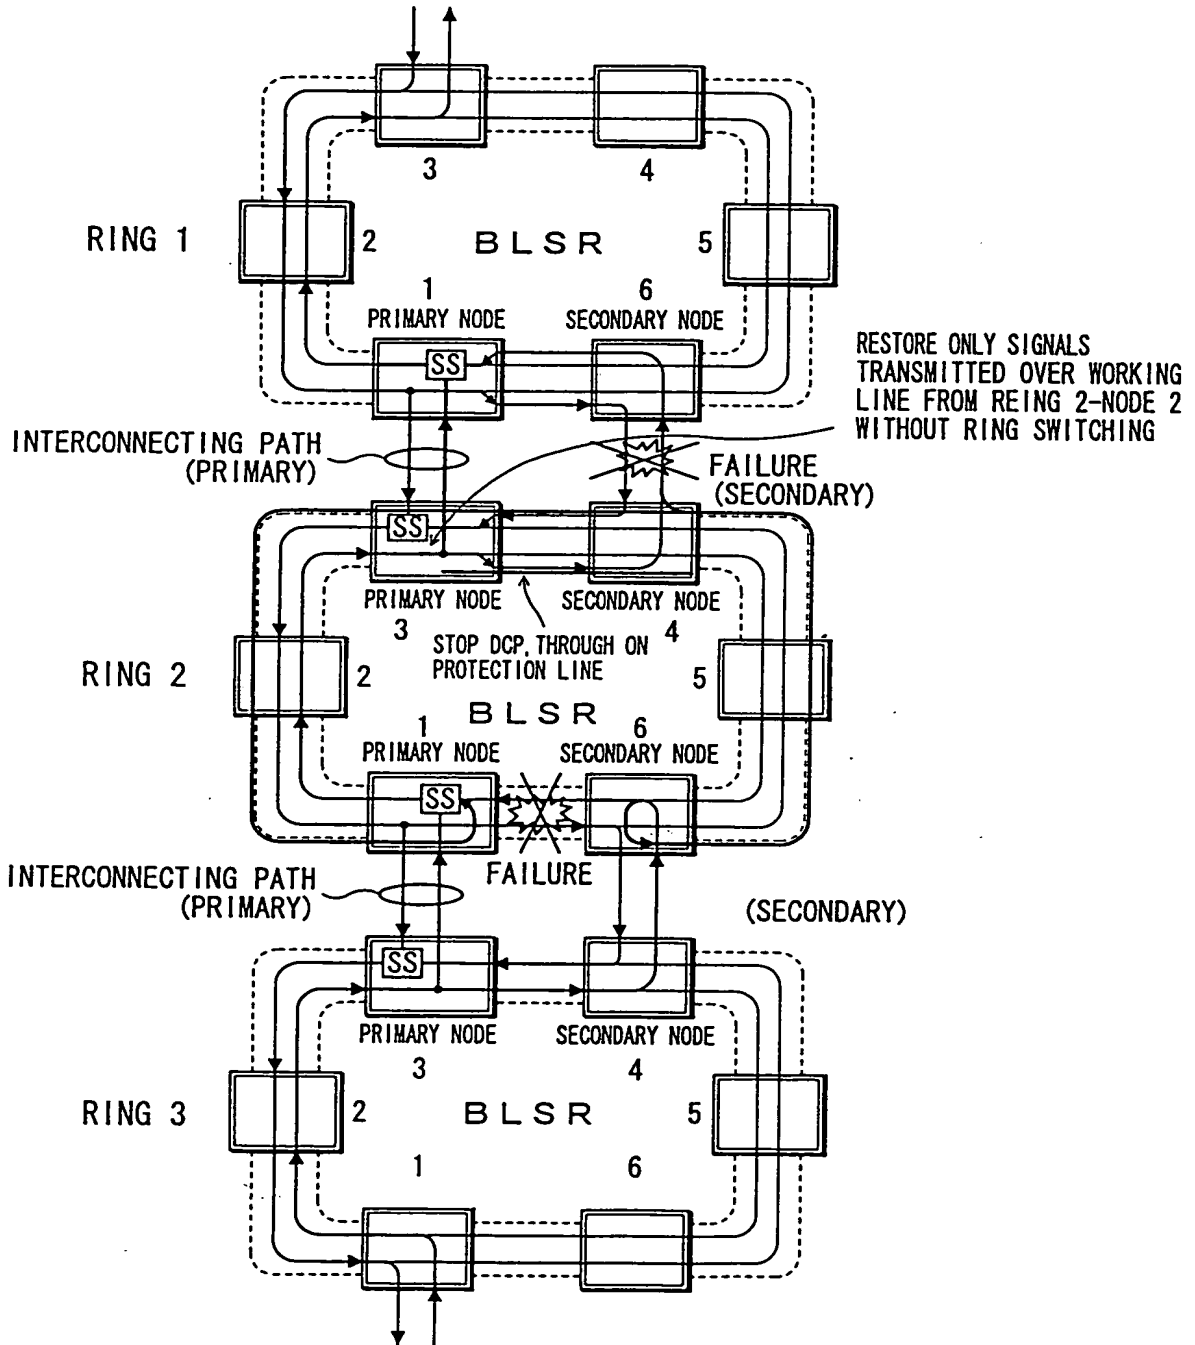 3
4
RING 1
2
BLSR
5
1
6
PRIMARY NODE
SECONDARY NODE
SS
RESTORE ONLY SIGNALS
TRANSMITTED OVER WORKING
LINE FROM REING 2-NODE 2
WITHOUT RING SWITCHING
INTERCONNECTING PATH
(PRIMARY)
FAILURE
(SECONDARY)
SS
PRIMARY NODE
SECONDARY NODE
3
4
STOP DCP, THROUGH ON
PROTECTION LINE
RING 2
2
5
BLSR
1
6
PRIMARY NODE
SECONDARY NODE
SS
FAILURE
INTERCONNECTING PATH
(PRIMARY)
(SECONDARY)
SS
PRIMARY NODE
SECONDARY NODE
3
4
RING 3
2
BLSR
5
1
6